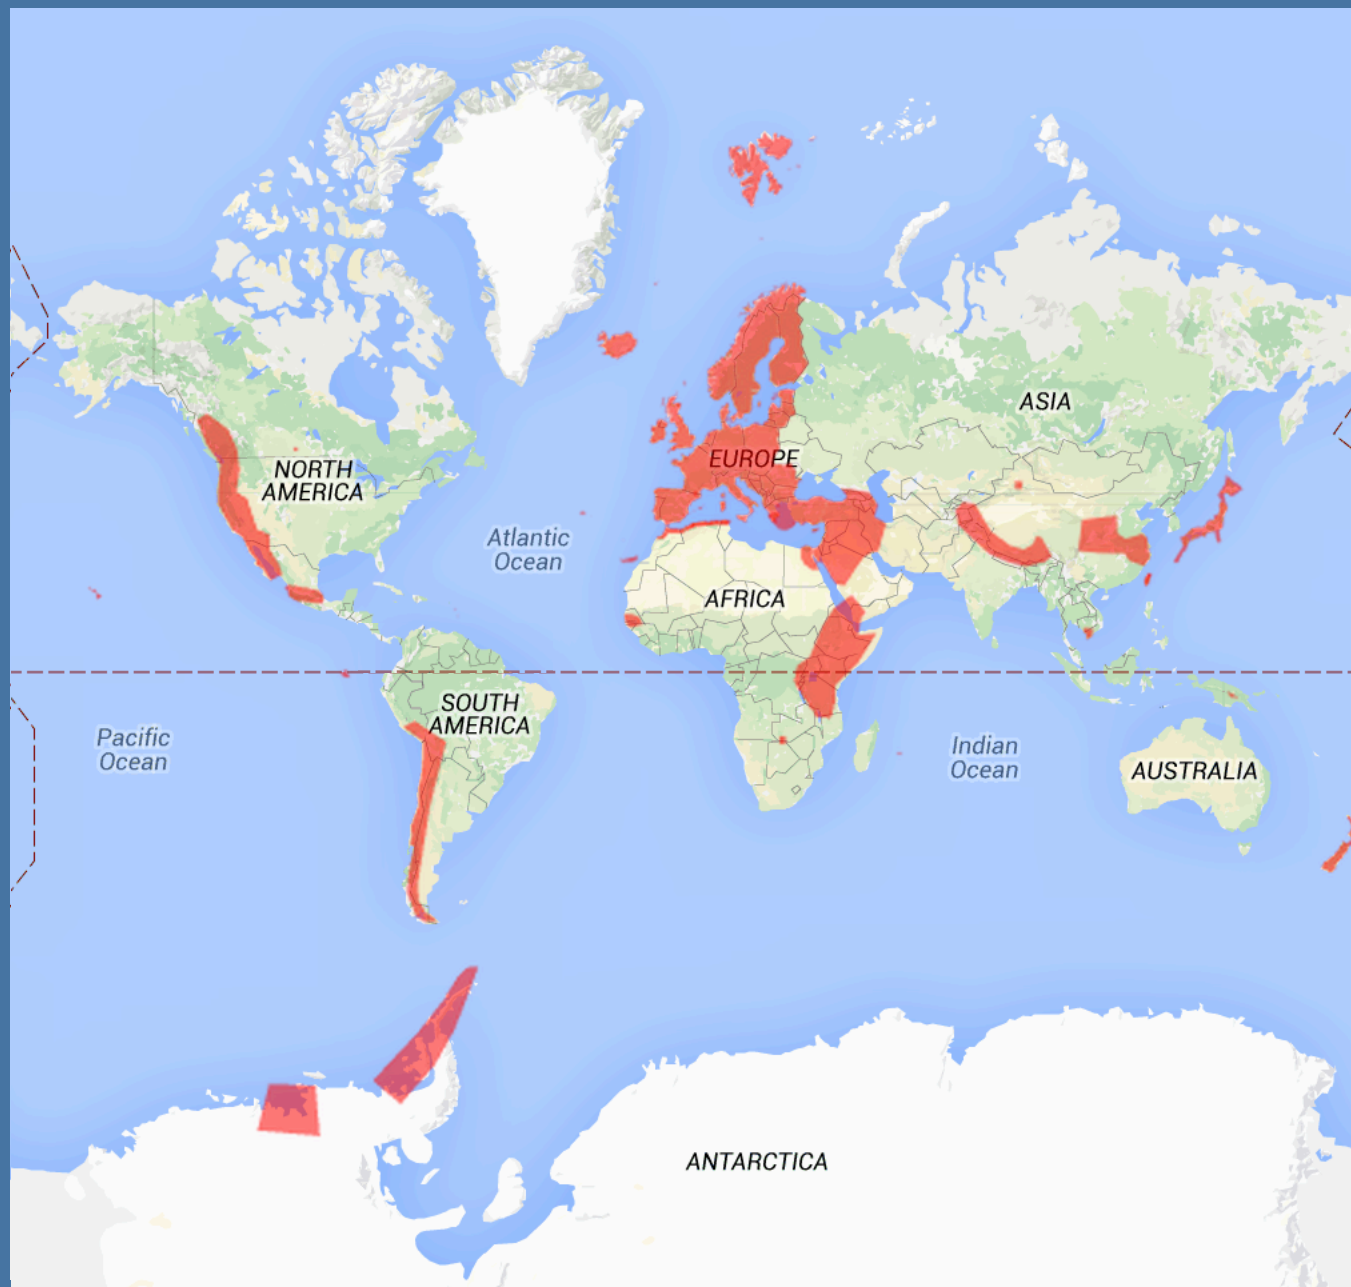 ASIA
EUROPE
NORTH
AMERICA
Atlantic
Ocean
AFRICA
SOUTH
AMERICA
Pacific
Ocean
Indian
Ocean
AUSTRALIA
ANTARCTICA